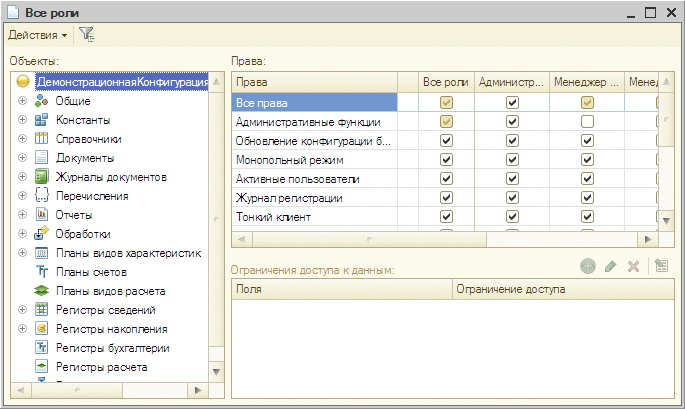 Все роли
Действия
Объекты:
ДемонстрационнаяКонфигурация
Общие
Константы
Справочники
Документы
Журналы документов
Перечисления
Отчеты
Обработки
Планы видов характеристик
Планы счетов
Планы видов расчета
Регистры сведений
Регистры накопления
Регистры бухгалтерии
Регистры расчета
Права:
Права Все роли Администр... Менеджер ... Менед
Все права
Административные функции
Обновление конфигурации б...
Монопольный режим
Активные пользователи
Журнал регистрации
Тонкий клиент
Ограничения доступа к данным:
Поля Ограничение доступа